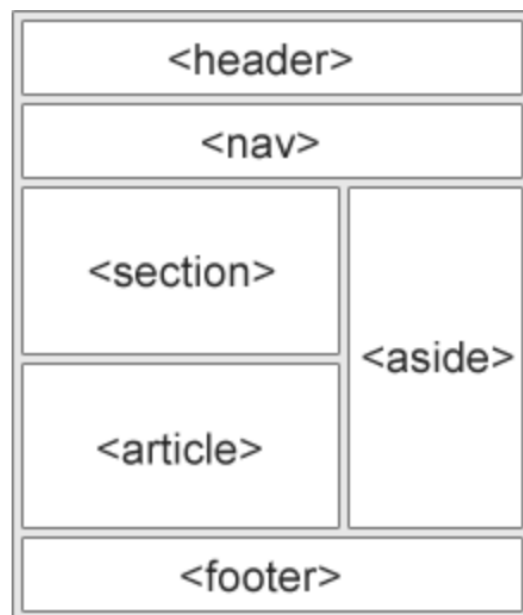 <header>
<nav>
<section>
<aside>
<article>
<footer>